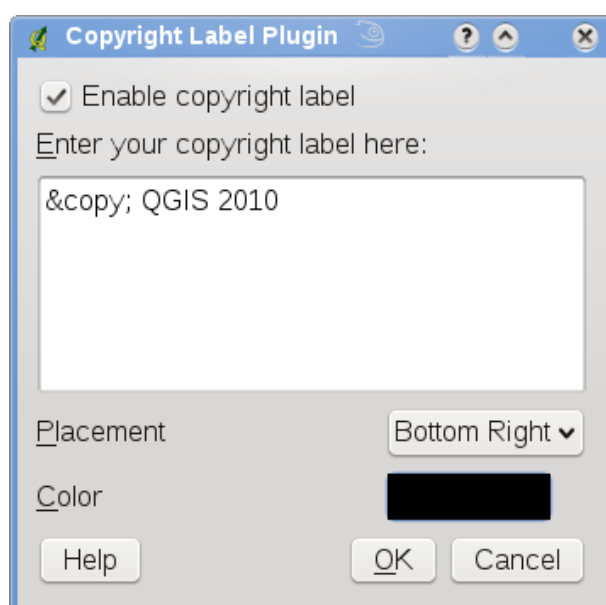 Copyright Label Plugin
Enable copyright label
Enter your copyright label here:
&copy; QGIS 2010
Placement
Bottom Right
Color
Help
OK
Cancel